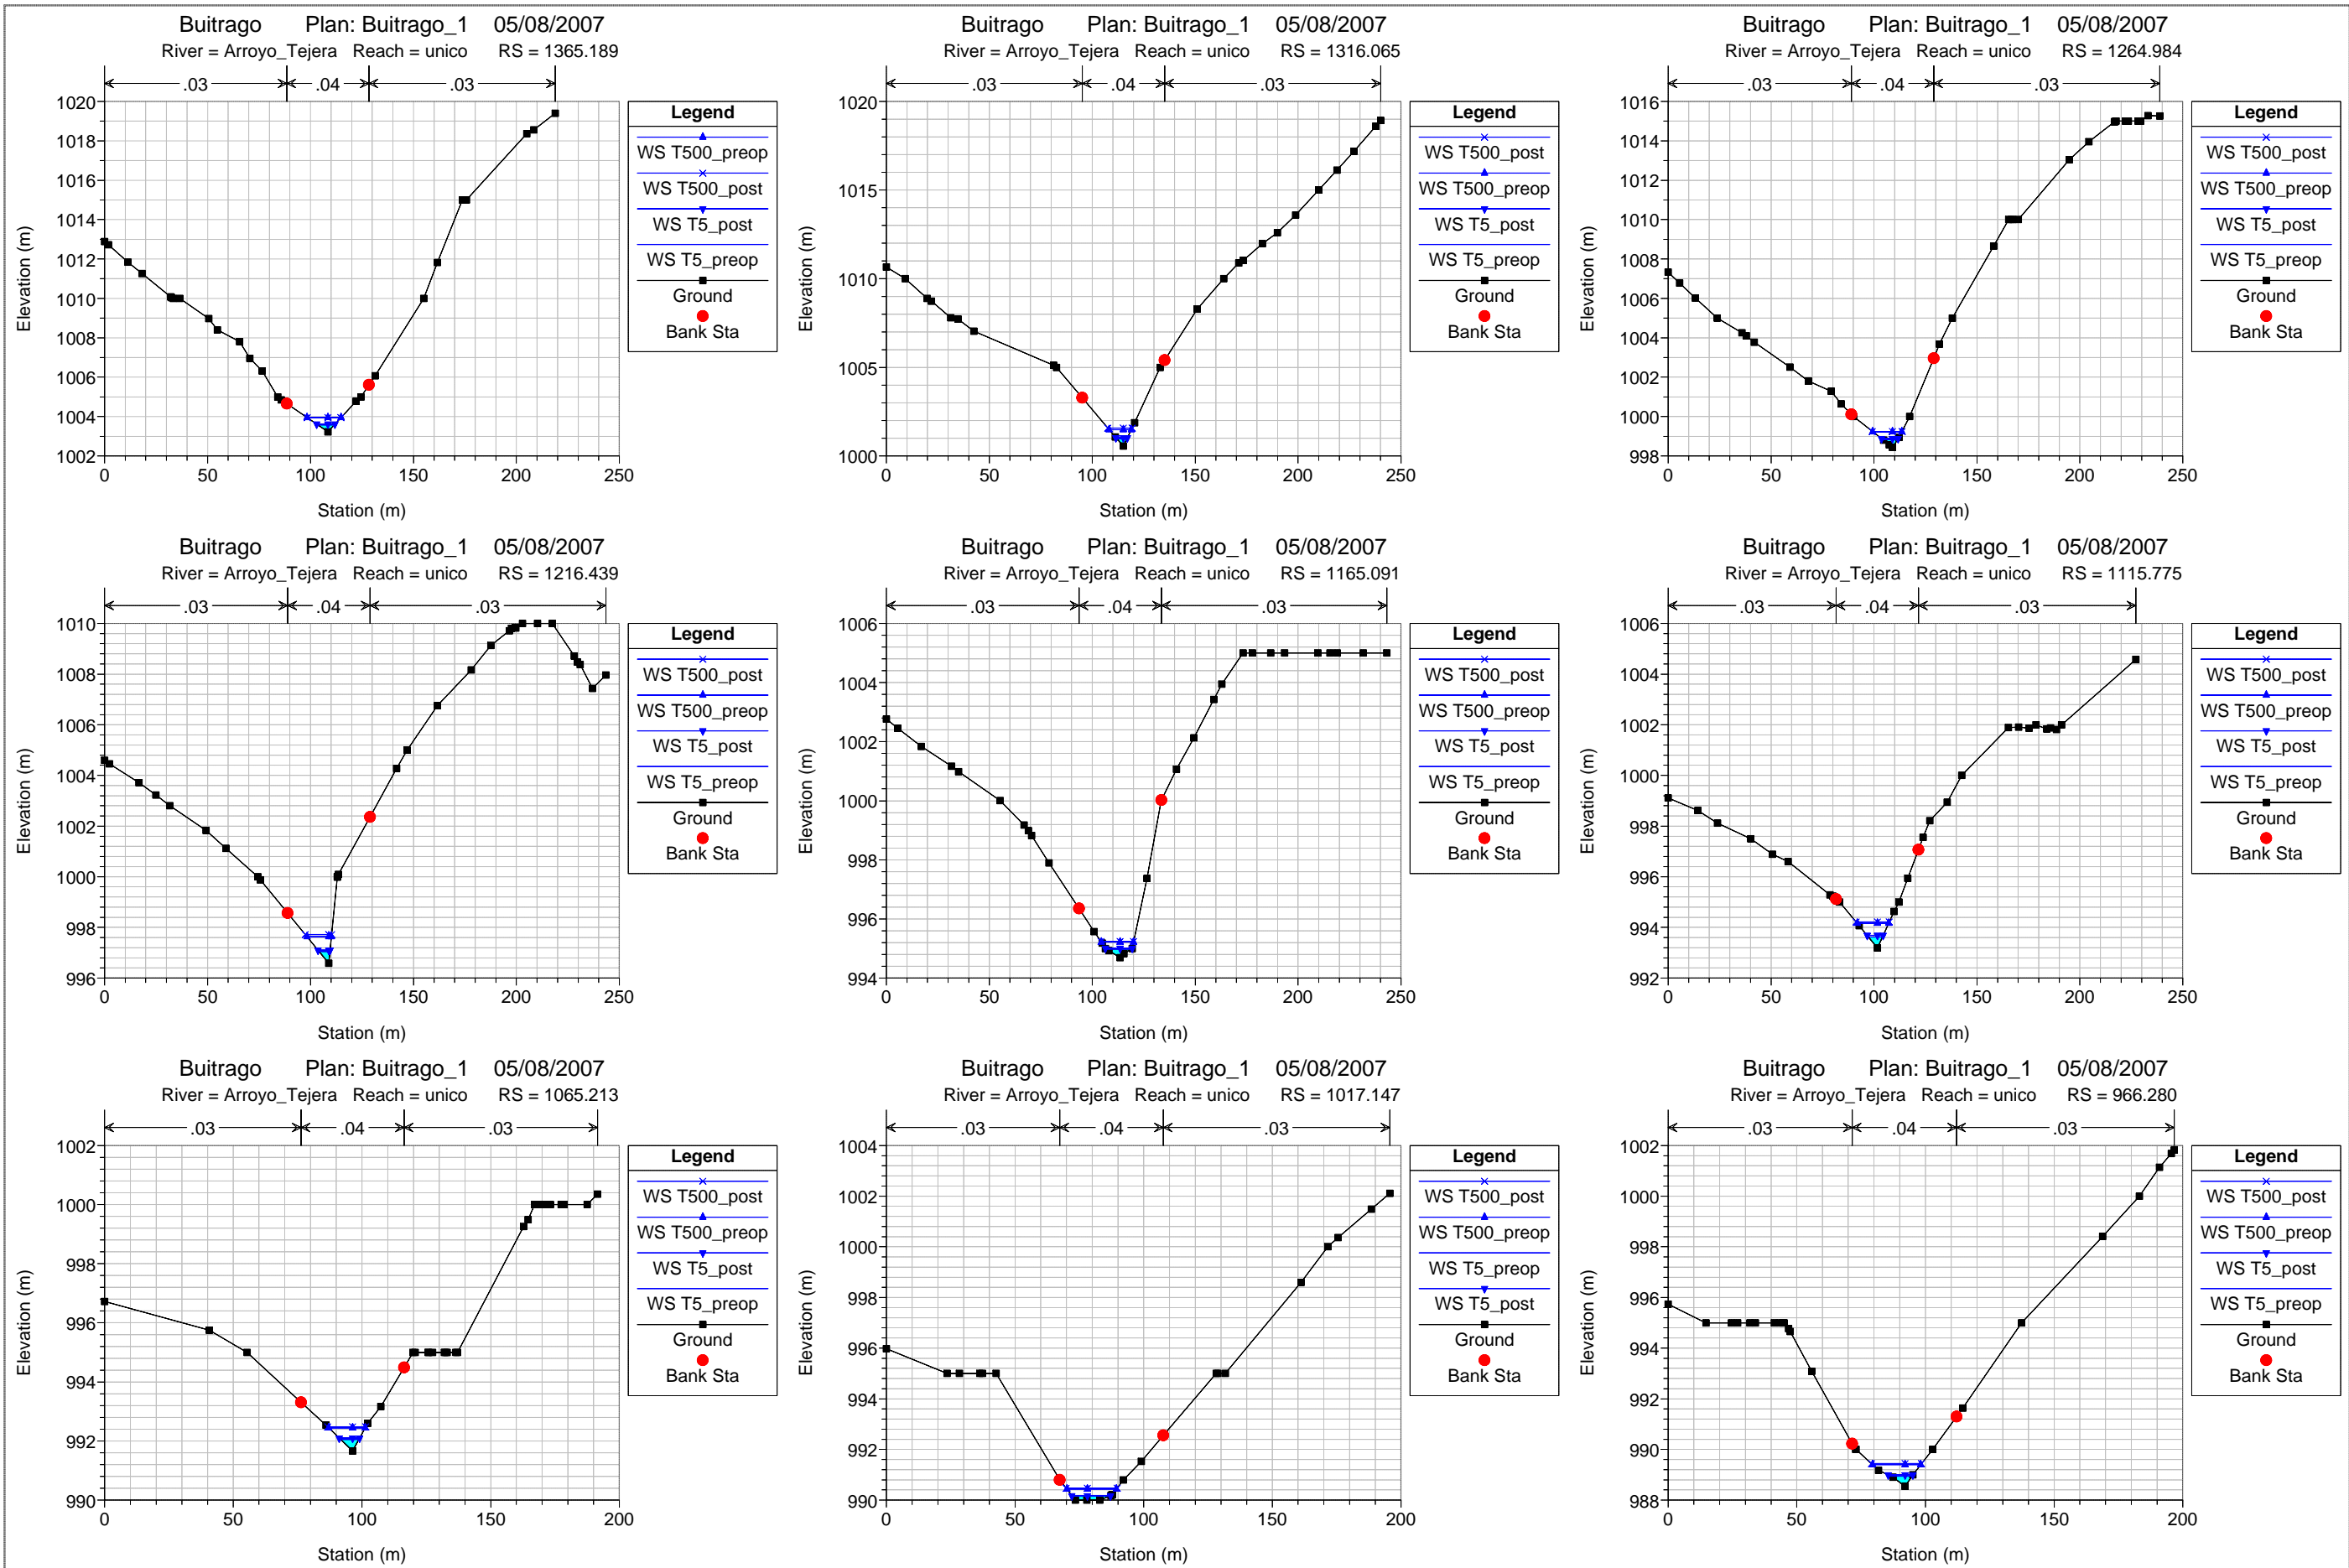 Buitrago Plan: Buitrago_1 05/08/2007
River = Arroyo_Tejera Reach = unico RS = 1365.189
.03 .04 .03
1020
1018
1016
1014
1012
1010
1008
1006
1004
1002
0 50 100 150 200 250
Elevation (m)
Station (m)
Legend
WS T500_preop
WS T500_post
WS T5_post
WS T5_preop
Ground
Bank Sta
Buitrago Plan: Buitrago_1 05/08/2007
River = Arroyo_Tejera Reach = unico RS = 1316.065
.03 .04 .03
1020
1015
1010
1005
1000
0 50 100 150 200 250
Elevation (m)
Station (m)
Legend
WS T500_post
WS T500_preop
WS T5_post
WS T5_preop
Ground
Bank Sta
Buitrago Plan: Buitrago_1 05/08/2007
River = Arroyo_Tejera Reach = unico RS = 1264.984
.03 .04 .03
1016
1014
1012
1010
1008
1006
1004
1002
1000
998
0 50 100 150 200 250
Elevation (m)
Station (m)
Legend
WS T500_post
WS T500_preop
WS T5_post
WS T5_preop
Ground
Bank Sta
Buitrago Plan: Buitrago_1 05/08/2007
River = Arroyo_Tejera Reach = unico RS = 1216.439
.03 .04 .03
1010
1008
1006
1004
1002
1000
998
996
0 50 100 150 200 250
Elevation (m)
Station (m)
Legend
WS T500_post
WS T500_preop
WS T5_post
WS T5_preop
Ground
Bank Sta
Buitrago Plan: Buitrago_1 05/08/2007
River = Arroyo_Tejera Reach = unico RS = 1165.091
.03 .04 .03
1006
1004
1002
1000
998
996
994
0 50 100 150 200 250
Elevation (m)
Station (m)
Legend
WS T500_post
WS T500_preop
WS T5_post
WS T5_preop
Ground
Bank Sta
Buitrago Plan: Buitrago_1 05/08/2007
River = Arroyo_Tejera Reach = unico RS = 1115.775
.03 .04 .03
1006
1004
1002
1000
998
996
994
992
0 50 100 150 200 250
Elevation (m)
Station (m)
Legend
WS T500_post
WS T500_preop
WS T5_post
WS T5_preop
Ground
Bank Sta
Buitrago Plan: Buitrago_1 05/08/2007
River = Arroyo_Tejera Reach = unico RS = 1065.213
.03 .04 .03
1002
1000
998
996
994
992
990
0 50 100 150 200
Elevation (m)
Station (m)
Legend
WS T500_post
WS T500_preop
WS T5_post
WS T5_preop
Ground
Bank Sta
Buitrago Plan: Buitrago_1 05/08/2007
River = Arroyo_Tejera Reach = unico RS = 1017.147
.03 .04 .03
1004
1002
1000
998
996
994
992
990
0 50 100 150 200
Elevation (m)
Station (m)
Legend
WS T500_post
WS T500_preop
WS T5_preop
WS T5_post
Ground
Bank Sta
Buitrago Plan: Buitrago_1 05/08/2007
River = Arroyo_Tejera Reach = unico RS = 966.280
.03 .04 .03
1002
1000
998
996
994
992
990
988
0 50 100 150 200
Elevation (m)
Station (m)
Legend
WS T500_post
WS T500_preop
WS T5_post
WS T5_preop
Ground
Bank Sta